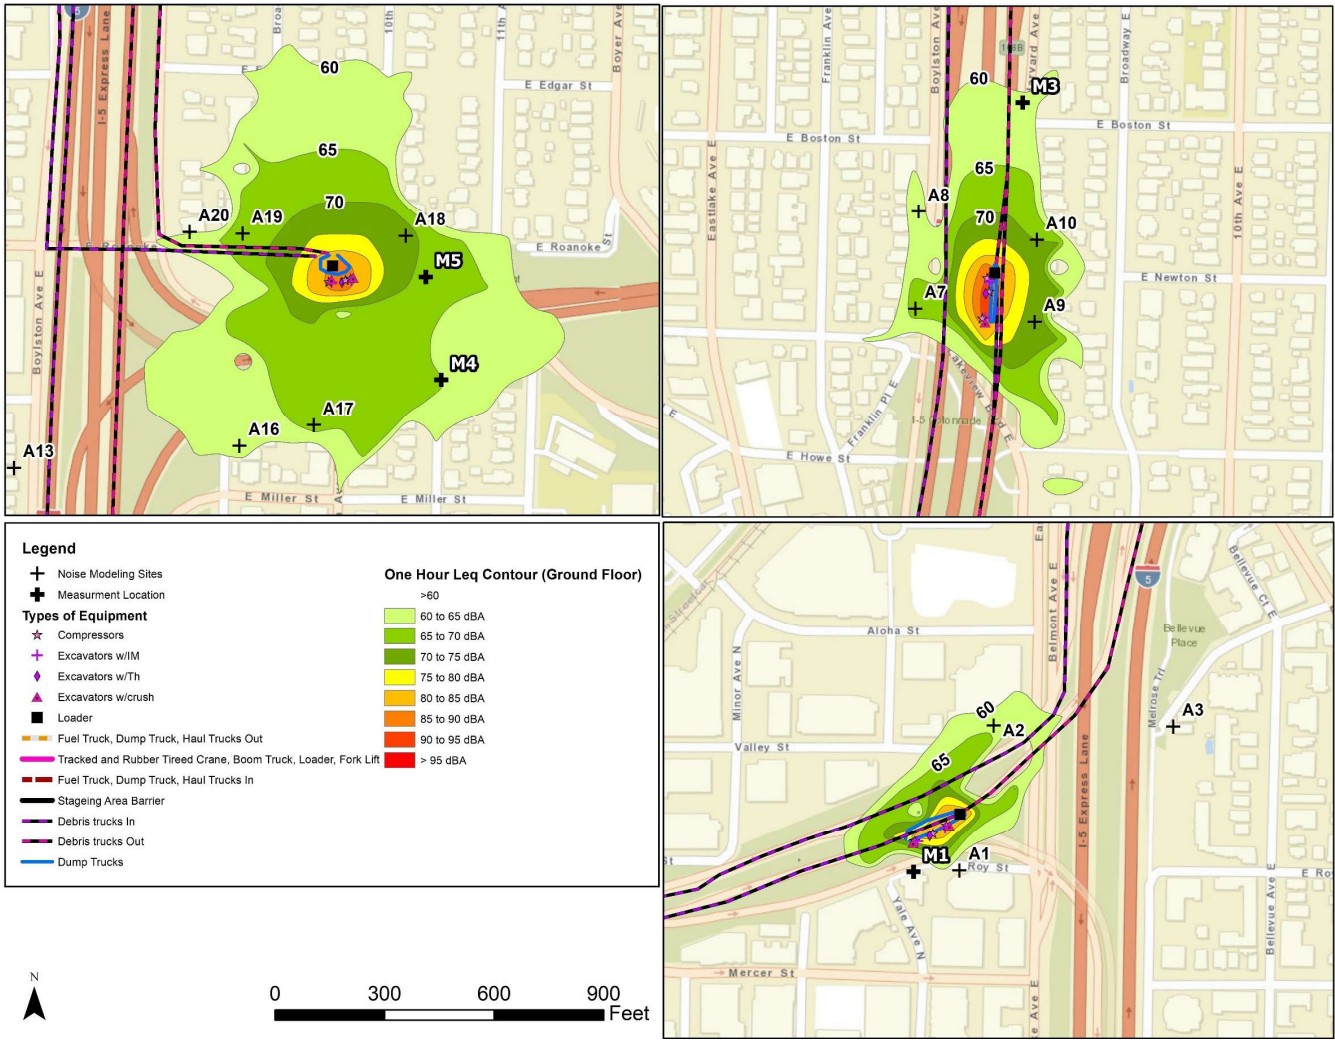 5
I-5 Express Lane
10th
11th A
Boyer Ave
60
E Edgar St
65
70
A20
A19
A18
E Roanoke
E Roanoke St
M5
M4
A17
A16
A13
Boylston Ave E
E Miller St
E Miller St
Franklin Ave
Boylston Ave
Broadway E
60
M3
E Boston St
E Boston St
65
Eastlake Ave E
10th Ave E
A8
70
A10
E Newton St
A7
A9
Lakeview Blvd E
Franklin Pl E
I-5 Colonnade
E Howe St
Legend
Noise Modeling Sites
Measurment Location
Types of Equipment
Compressors
Excavators w/IM
Excavators w/Th
Excavators w/crush
Loader
Fuel Truck, Dump Truck, Haul Trucks Out
Tracked and Rubber Tireed Crane, Boom Truck, Loader, Fork Lift
Fuel Truck, Dump Truck, Haul Trucks In
Stageing Area Barrier
Debris trucks In
Debris trucks Out
Dump Trucks
One Hour Leq Contour (Ground Floor)
>60
60 to 65 dBA
65 to 70 dBA
70 to 75 dBA
75 to 80 dBA
80 to 85 dBA
85 to 90 dBA
90 to 95 dBA
> 95 dBA
Streetcar
5
Bellevue Ct E
Aloha St
Belmont Ave E
Bellevue
Place
Minor Ave N
Melrose Trl
60
A2
A3
Valley St
65
I-5 Express Lane
M1
A1
Roy St
E Ro
Yale Ave N
Bellevue Ave E
Mercer St
N
0 300 600 900
Feet